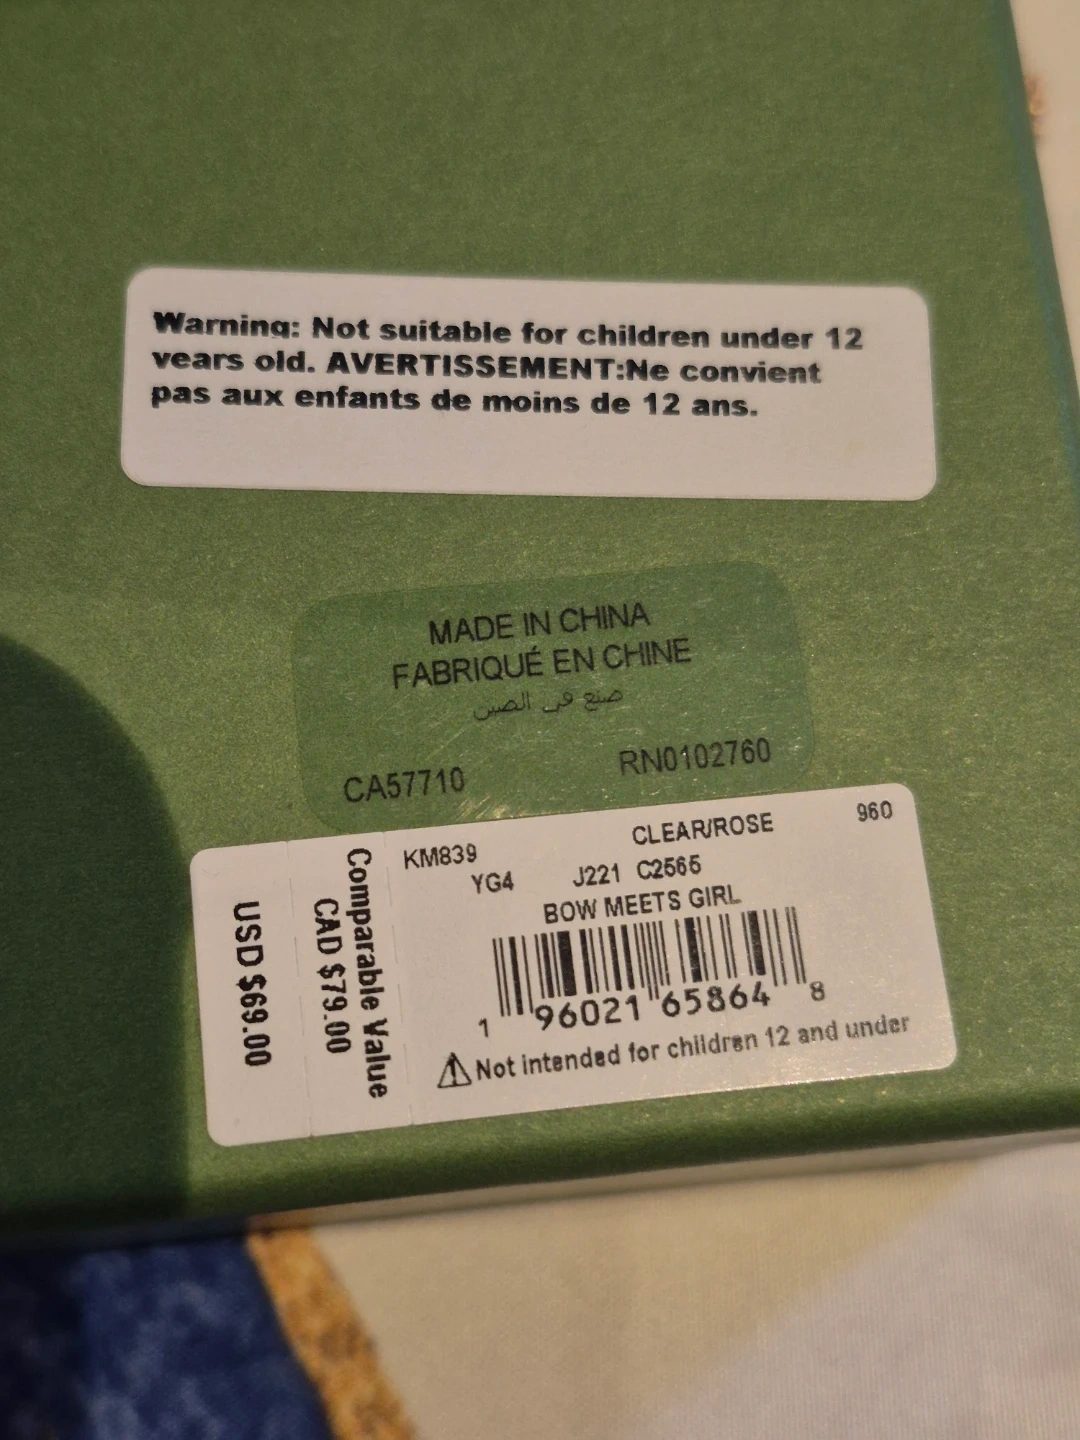 Warning: Not suitable for children under 12
years old. AVERTISSEMENT:Ne convient
pas aux enfants de moins de 12 ans.
MADE IN CHINA
FABRIQUÉ EN CHINE
صنع في الصين
CA57710 RN0102760
KM839 CLEAR/ROSE 960
YG4 J221 C2565
BOW MEETS GIRL
1 96021 65864 8
⚠Not intended for children 12 and under
Comparable Value
CAD $79.00
USD $69.00